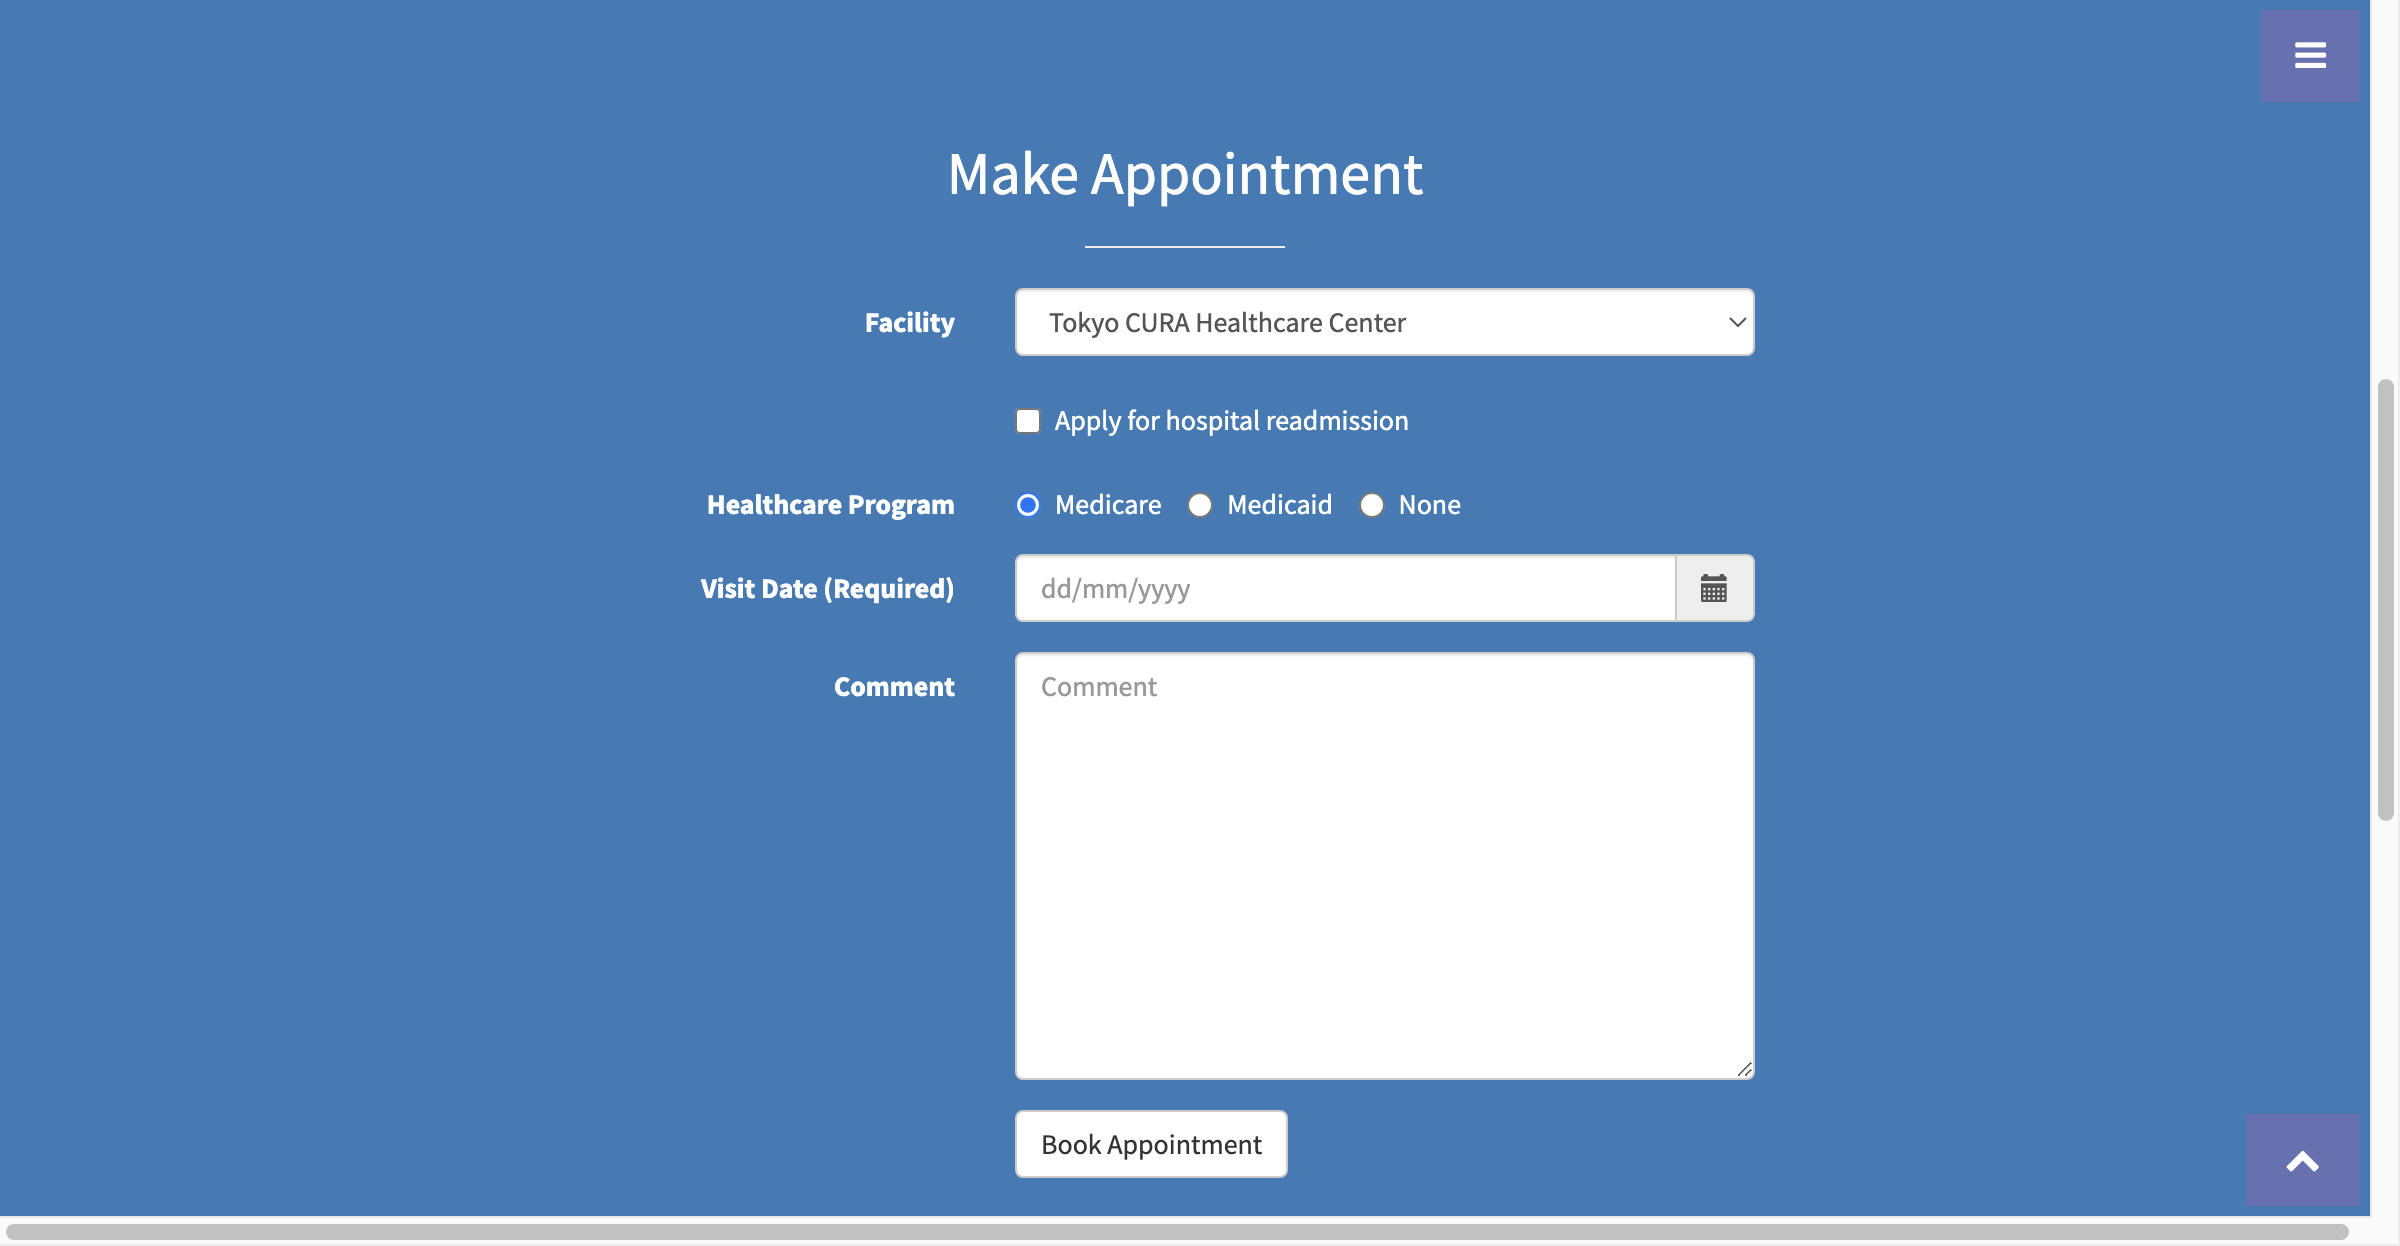 Make Appointment
Facility
Tokyo CURA Healthcare Center
Apply for hospital readmission
Healthcare Program
Medicare Medicaid None
Visit Date (Required)
dd/mm/yyyy
Comment
Comment
Book Appointment